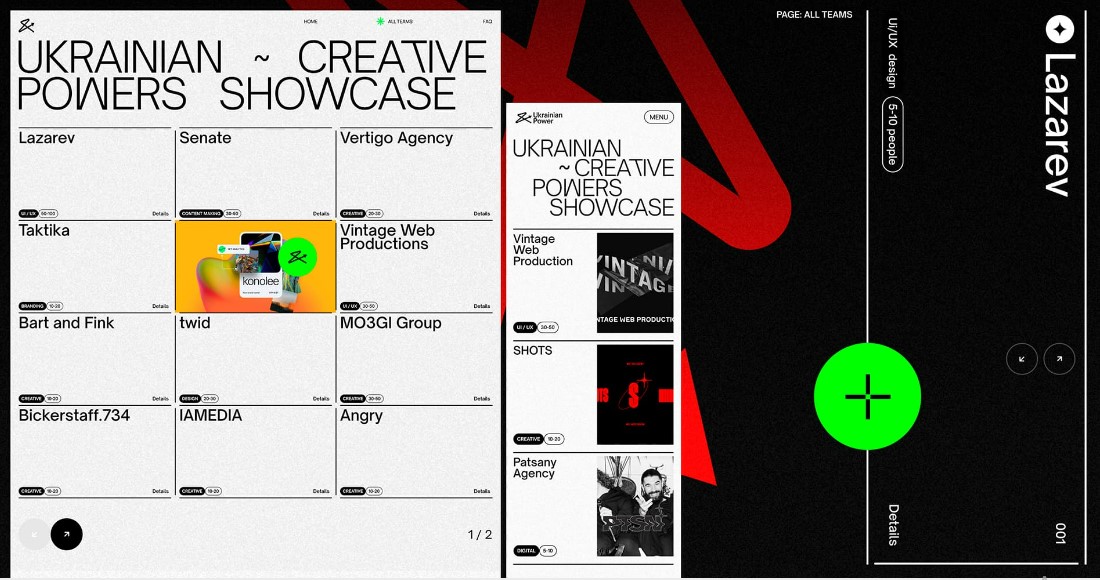 HOME
ALL TEAMS
FAQ
UKRAINIAN ~ CREATIVE
POWERS SHOWCASE
Lazarev
UI / UX 50-100
Details
Senate
CONTENT MAKING 30-50
Details
Vertigo Agency
CREATIVE 20-30
Details
Taktika
BRANDING 10-20
konolee
Vintage Web
Productions
UI / UX 30-50
Details
Bart and Fink
CREATIVE 10-20
Details
twid
DESIGN 20-30
Details
MO3GI Group
CREATIVE 30-50
Details
Bickerstaff.734
CREATIVE 10-20
Details
IAMEDIA
CREATIVE 10-20
Details
Angry
CREATIVE 10-20
Details
1 / 2
Ukrainian
Power
MENU
UKRAINIAN
~ CREATIVE
POWERS
SHOWCASE
Vintage
Web
Production
UI / UX 30-50
SHOTS
CREATIVE 10-20
Patsany
Agency
DIGITAL 5-10
PAGE: ALL TEAMS
Lazarev
Ui/UX design 5-10 people
Details
001